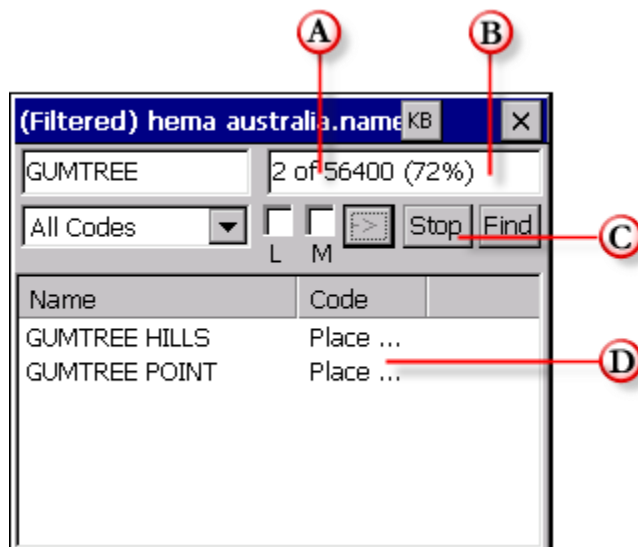 A B
(Filtered) hema australia.name KB
GUMTREE 2 of 56400 (72%)
All Codes -> Stop Find
L M
C
Name Code
GUMTREE HILLS Place ...
GUMTREE POINT Place ...
D